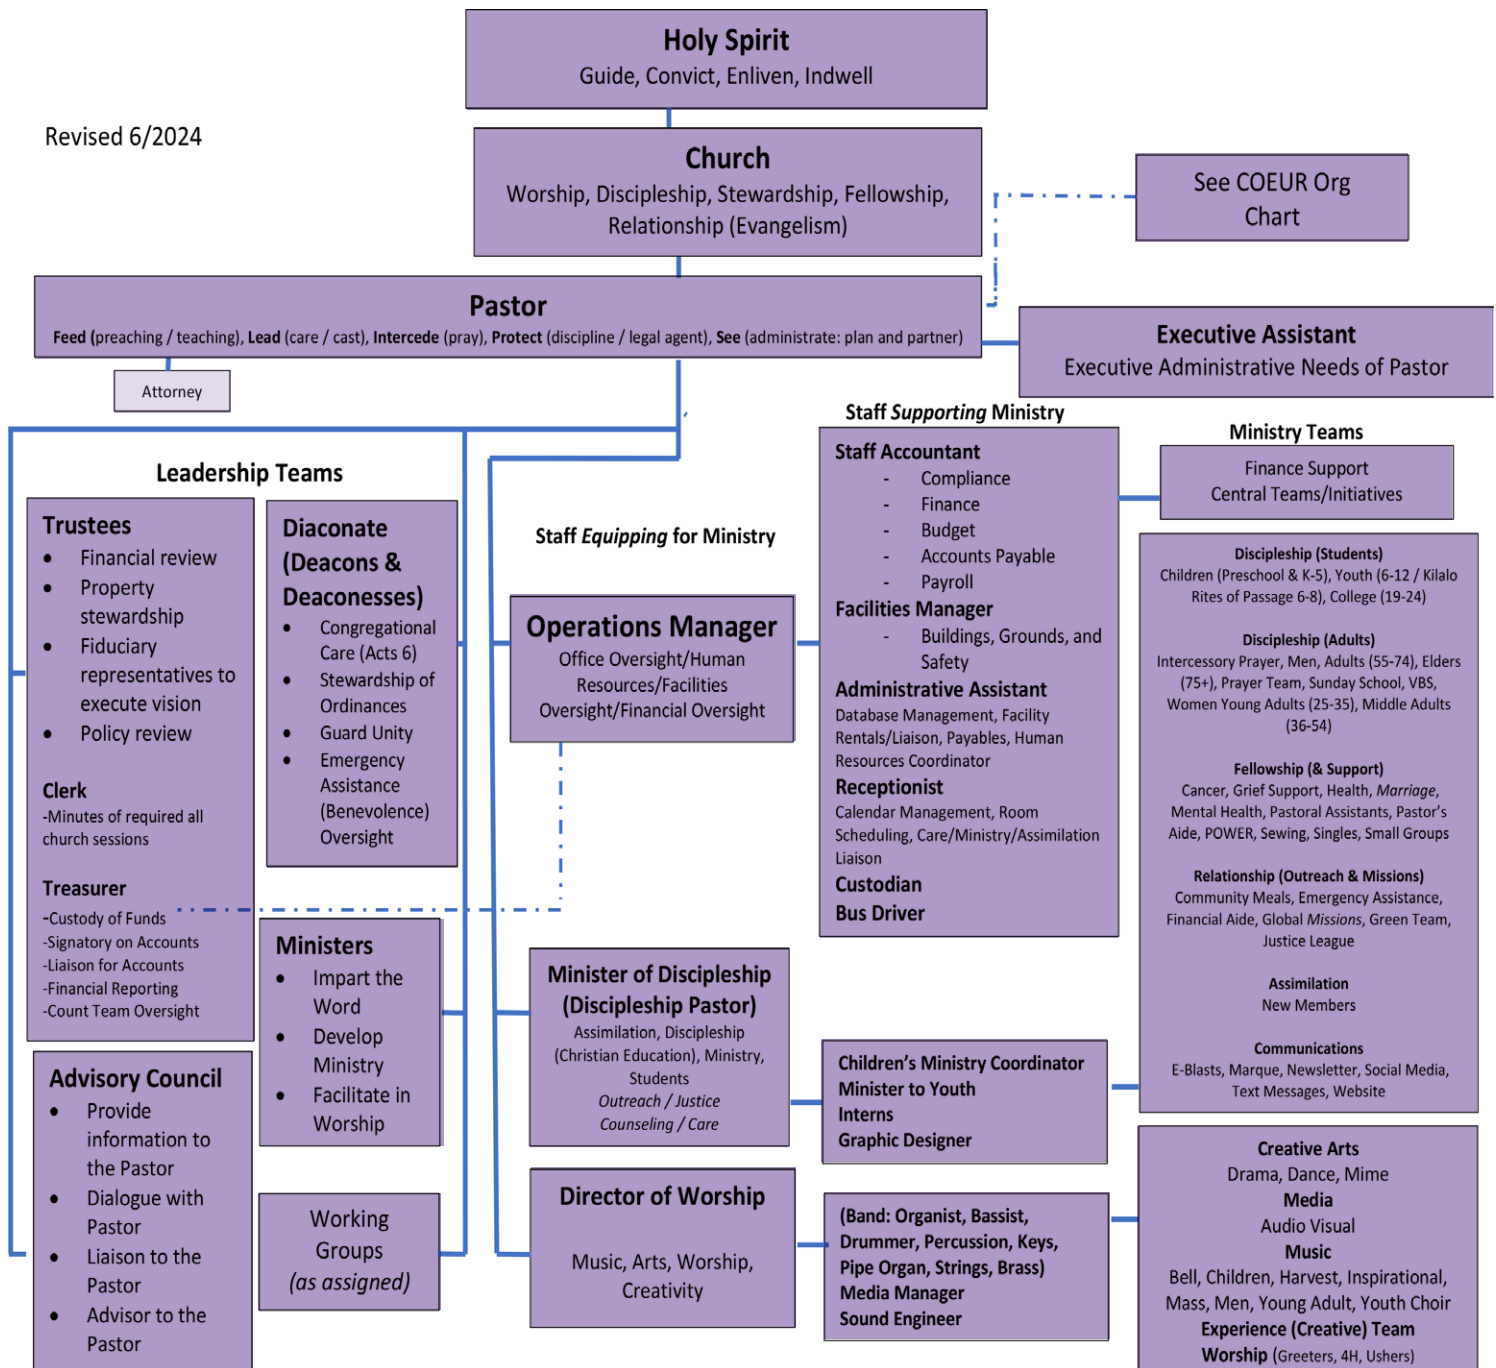 Holy Spirit
Guide, Convict, Enliven, Indwell
Revised 6/2024
Church
Worship, Discipleship, Stewardship, Fellowship,
Relationship (Evangelism)
See COEUR Org
Chart
Pastor
Feed (preaching / teaching), Lead (care / cast), Intercede (pray), Protect (discipline / legal agent), See (administrate: plan and partner)
Executive Assistant
Executive Administrative Needs of Pastor
Attorney
Leadership Teams
Trustees
• Financial review
• Property
stewardship
• Fiduciary
representatives to
execute vision
• Policy review
Clerk
-Minutes of required all
church sessions
Treasurer
-Custody of Funds
-Signatory on Accounts
-Liaison for Accounts
-Financial Reporting
-Count Team Oversight
Diaconate
(Deacons &
Deaconesses)
• Congregational
Care (Acts 6)
• Stewardship of
Ordinances
• Guard Unity
• Emergency
Assistance
(Benevolence)
Oversight
Advisory Council
• Provide
information to
the Pastor
• Dialogue with
Pastor
• Liaison to the
Pastor
• Advisor to the
Pastor
Ministers
• Impart the
Word
• Develop
Ministry
• Facilitate in
Worship
Working
Groups
(as assigned)
Staff Equipping for Ministry
Operations Manager
Office Oversight/Human
Resources/Facilities
Oversight/Financial Oversight
Minister of Discipleship
(Discipleship Pastor)
Assimilation, Discipleship
(Christian Education), Ministry,
Students
Outreach / Justice
Counseling / Care
Director of Worship
Music, Arts, Worship,
Creativity
Staff Supporting Ministry
Staff Accountant
- Compliance
- Finance
- Budget
- Accounts Payable
- Payroll
Facilities Manager
- Buildings, Grounds, and
Safety
Administrative Assistant
Database Management, Facility
Rentals/Liaison, Payables, Human
Resources Coordinator
Receptionist
Calendar Management, Room
Scheduling, Care/Ministry/Assimilation
Liaison
Custodian
Bus Driver
Children's Ministry Coordinator
Minister to Youth
Interns
Graphic Designer
(Band: Organist, Bassist,
Drummer, Percussion, Keys,
Pipe Organ, Strings, Brass)
Media Manager
Sound Engineer
Ministry Teams
Finance Support
Central Teams/Initiatives
Discipleship (Students)
Children (Preschool & K-5), Youth (6-12 / Kilalo
Rites of Passage 6-8), College (19-24)
Discipleship (Adults)
Intercessory Prayer, Men, Adults (55-74), Elders
(75+), Prayer Team, Sunday School, VBS,
Women Young Adults (25-35), Middle Adults
(36-54)
Fellowship (& Support)
Cancer, Grief Support, Health, Marriage,
Mental Health, Pastoral Assistants, Pastor's
Aide, POWER, Sewing, Singles, Small Groups
Relationship (Outreach & Missions)
Community Meals, Emergency Assistance,
Financial Aide, Global Missions, Green Team,
Justice League
Assimilation
New Members
Communications
E-Blasts, Marque, Newsletter, Social Media,
Text Messages, Website
Creative Arts
Drama, Dance, Mime
Media
Audio Visual
Music
Bell, Children, Harvest, Inspirational,
Mass, Men, Young Adult, Youth Choir
Experience (Creative) Team
Worship (Greeters, 4H, Ushers)